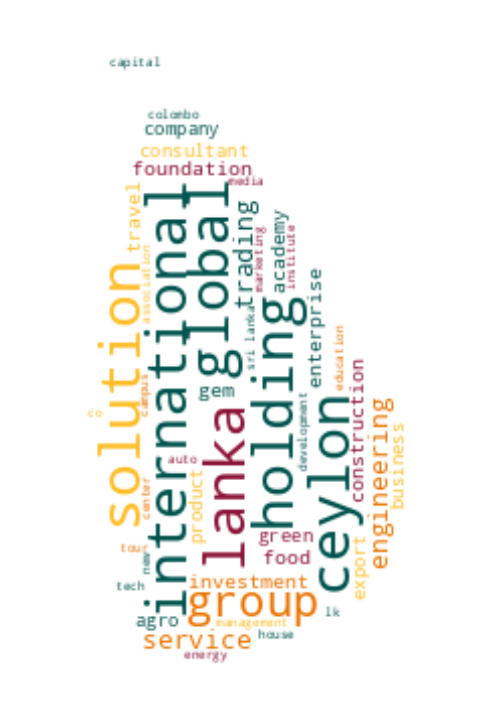 capital
colombo
company
consultant
foundation
media
travel
international
global
trading
marketing
academy
institute
association
solution
holding
sri lanka
enterprise
education
gem
campus
co
lanka
development
ceylon
construction
engineering
business
auto
product
center
green
food
export
tour
new
tech
investment
group
lk
agro
management
service
house
energy